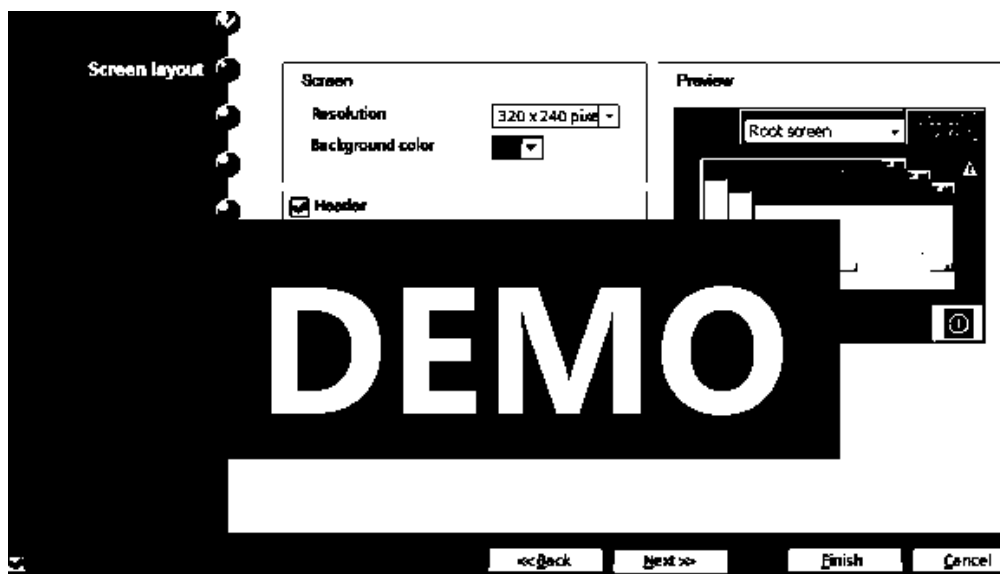 Screen layout
Screen
Preview
Resolution
320 x 240 pixe
Root screen
Background color
Header
DEMO
<<Back
Next >>
Finish
Cancel